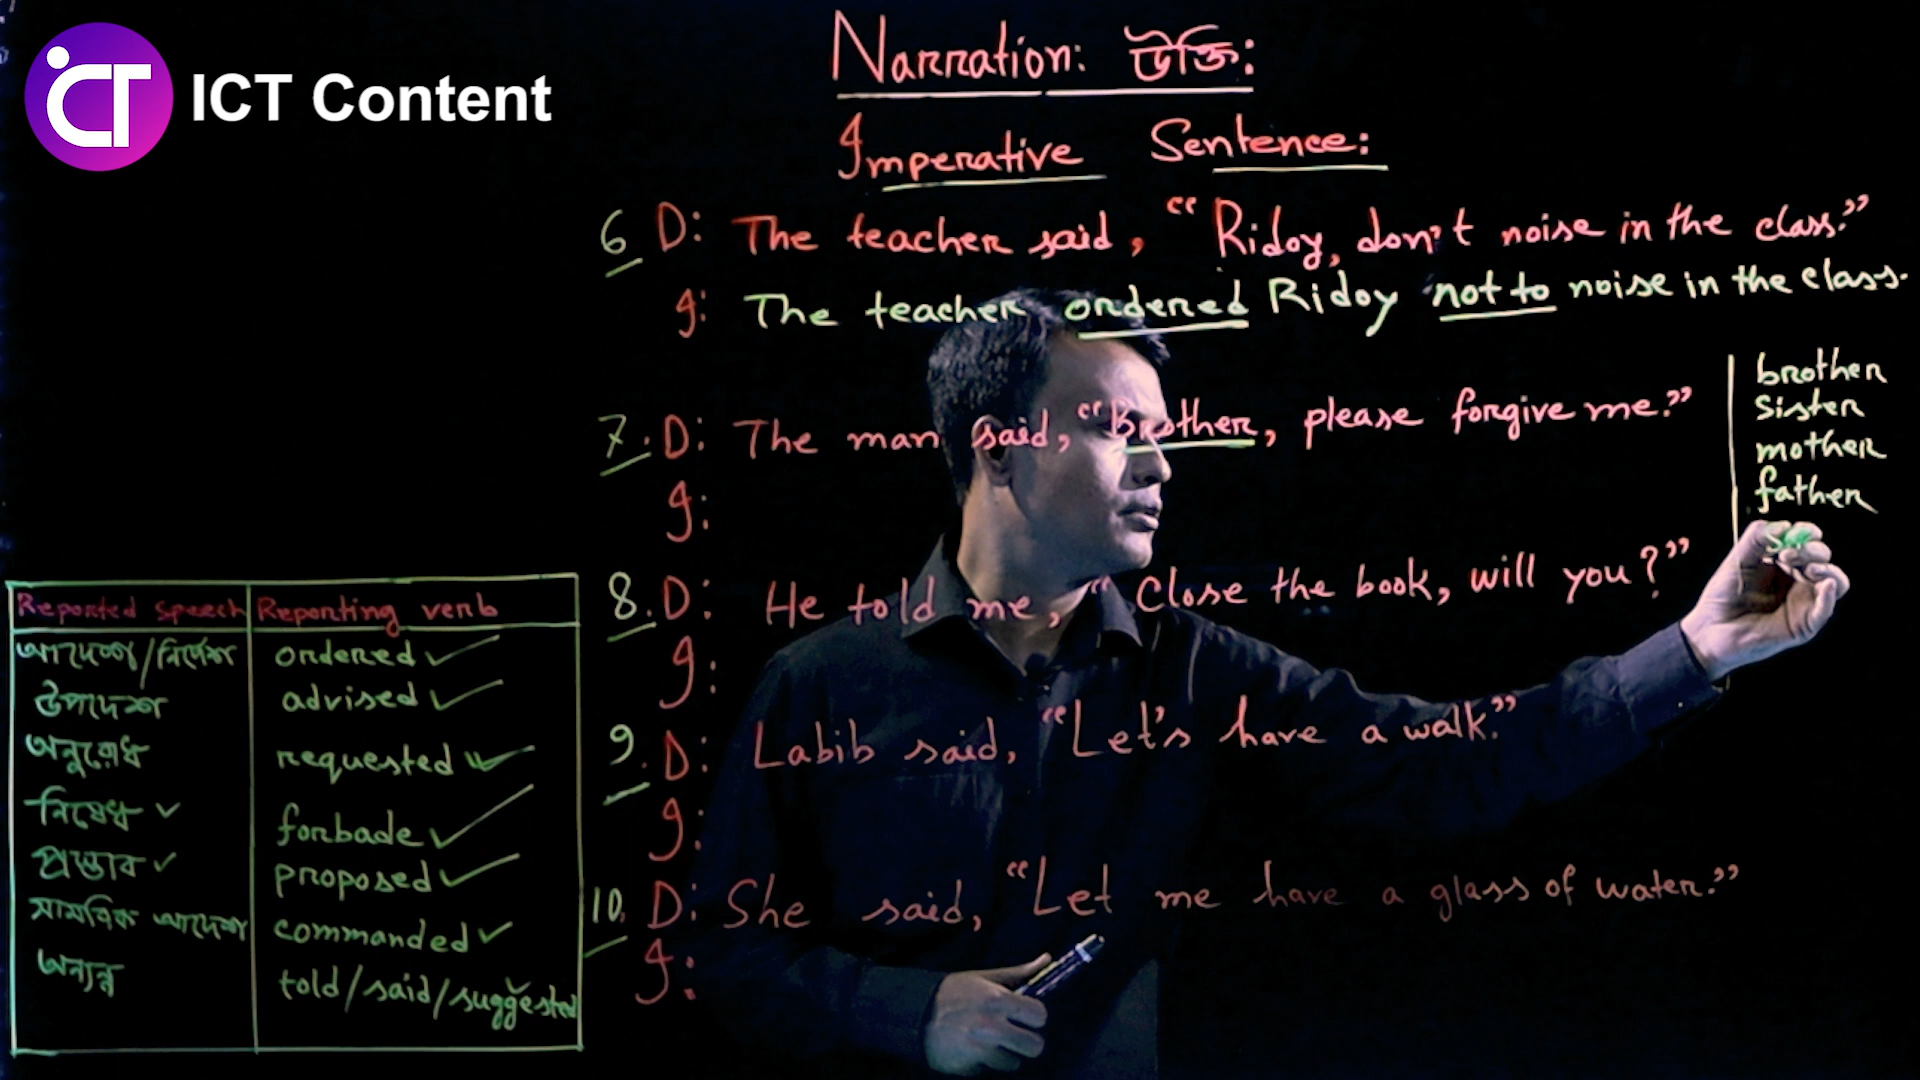 ICT Content
Narration: উক্তি:
Imperative Sentence:
6 D: The teacher said, “Ridoy, don't noise in the class.”
I: The teacher ordered Ridoy not to noise in the class.
7. D: The man said, “Brother, please forgive me.”
I:
8. D: He told me, “Close the book, will you?”
I:
9. D: Labib said, “Let's have a walk.”
I:
10. D: She said, “Let me have a glass of water.”
I:
brother
sister
mother
father
Reported speech Reporting verb
আদেশ/নির্দেশ ordered
উপদেশ advised
অনুরোধ requested
নিষেধ forbade
প্রস্তাব proposed
সামরিক আদেশ commanded
অন্যান্য told/said/suggested